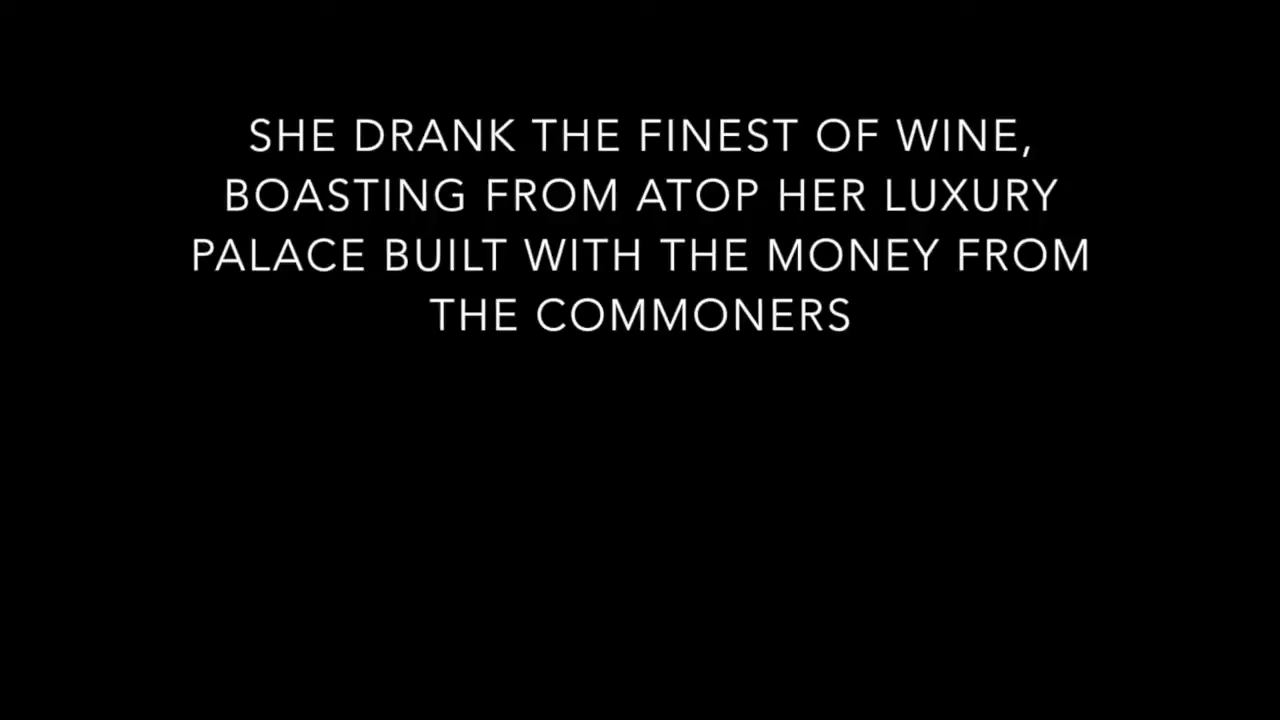 SHE DRANK THE FINEST OF WINE,
BOASTING FROM ATOP HER LUXURY
PALACE BUILT WITH THE MONEY FROM
THE COMMONERS